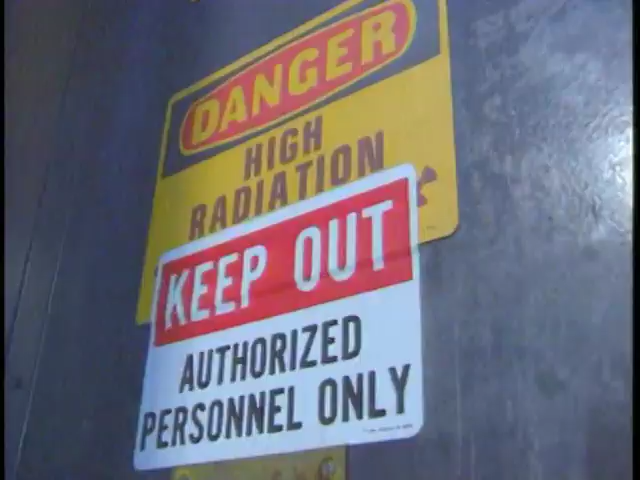 DANGER
HIGH
RADIATION
KEEP OUT
AUTHORIZED
PERSONNEL ONLY